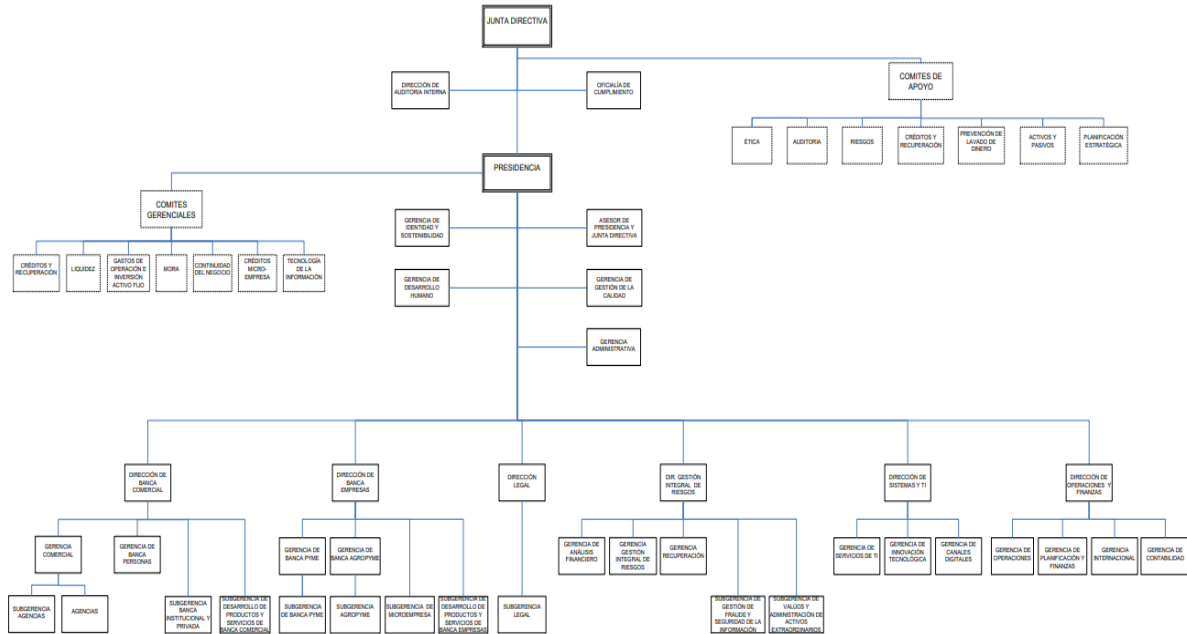 JUNTA DIRECTIVA
DIRECCIÓN DE
AUDITORIA INTERNA
OFICIALÍA DE
CUMPLIMIENTO
COMITES DE
APOYO
ÉTICA
AUDITORIA
RIESGOS
CRÉDITOS Y
RECUPERACIÓN
PREVENCIÓN DE
LAVADO DE
DINERO
ACTIVOS Y
PASIVOS
PLANIFICACIÓN
ESTRATÉGICA
PRESIDENCIA
COMITES
GERENCIALES
GERENCIA DE
IDENTIDAD Y
SOSTENIBILIDAD
ASESOR DE
PRESIDENCIA Y
JUNTA DIRECTIVA
CRÉDITOS Y
RECUPERACIÓN
LIQUIDEZ
GASTOS DE
OPERACIÓN E
INVERSIÓN
ACTIVO FIJO
MORA
CONTINUIDAD
DEL NEGOCIO
CRÉDITOS
MICRO-
EMPRESA
TECNOLOGÍA
DE LA
INFORMACIÓN
GERENCIA DE
DESARROLLO
HUMANO
GERENCIA DE
GESTIÓN DE LA
CALIDAD
GERENCIA
ADMINISTRATIVA
DIRECCIÓN DE
BANCA
COMERCIAL
DIRECCIÓN DE
BANCA
EMPRESAS
DIRECCIÓN
LEGAL
DIR. GESTIÓN
INTEGRAL DE
RIESGOS
DIRECCIÓN DE
SISTEMAS Y TI
DIRECCIÓN DE
OPERACIONES Y
FINANZAS
GERENCIA
COMERCIAL
GERENCIA DE
BANCA
PERSONAS
GERENCIA DE
BANCA PYME
GERENCIA DE
BANCA AGROPYME
GERENCIA DE
ANÁLISIS
FINANCIERO
GERENCIA
GESTIÓN
INTEGRAL DE
RIESGOS
GERENCIA
RECUPERACIÓN
GERENCIA DE
SERVICIOS DE TI
GERENCIA DE
INNOVACIÓN
TECNOLÓGICA
GERENCIA DE
CANALES
DIGITALES
GERENCIA DE
OPERACIONES
GERENCIA DE
PLANIFICACIÓN Y
FINANZAS
GERENCIA
INTERNACIONAL
GERENCIA DE
CONTABILIDAD
SUBGERENCIA
AGENCIAS
AGENCIAS
SUBGERENCIA
BANCA
INSTITUCIONAL Y
PRIVADA
SUBGERENCIA DE
DESARROLLO DE
PRODUCTOS Y
SERVICIOS DE
BANCA COMERCIAL
SUBGERENCIA
DE BANCA PYME
SUBGERENCIA
AGROPYME
SUBGERENCIA DE
MICROEMPRESA
SUBGERENCIA DE
DESARROLLO DE
PRODUCTOS Y
SERVICIOS DE
BANCA EMPRESAS
SUBGERENCIA
LEGAL
SUBGERENCIA DE
GESTIÓN DE
FRAUDE Y
SEGURIDAD DE LA
INFORMACIÓN
SUBGERENCIA DE
VALÚOS Y
ADMINISTRACIÓN DE
ACTIVOS
EXTRAORDINARIOS